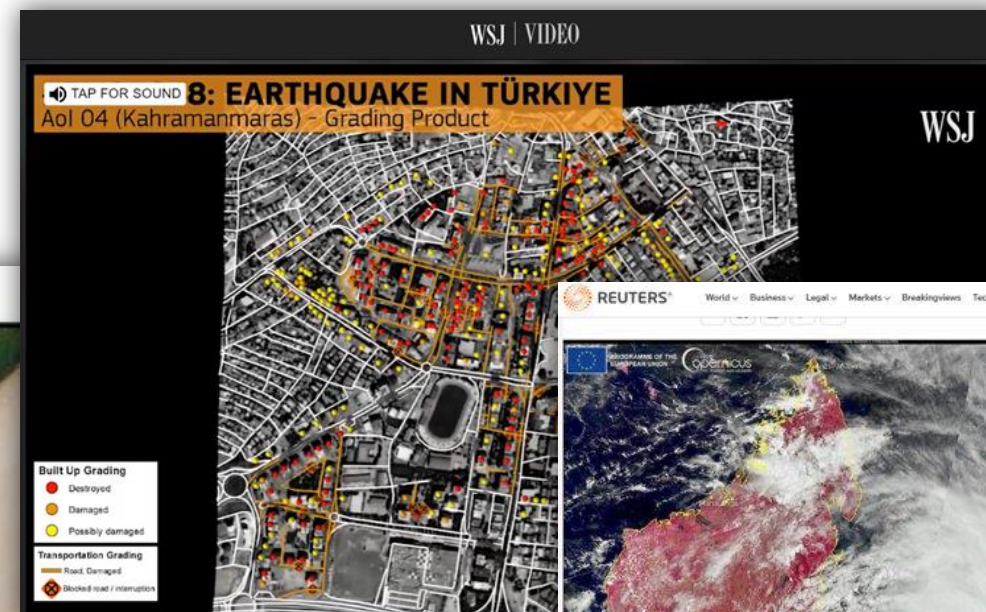 WSJ | VIDEO
TAP FOR SOUND 8: EARTHQUAKE IN TÜRKIYE
AoI 04 (Kahramanmaras) - Grading Product
WSJ
Built Up Grading
Destroyed
Damaged
Possibly damaged
Transportation Grading
Road, Damaged
Blocked road / interruption
REUTERS
World Business Legal Markets Breakingviews Tec
PROGRAMME OF THE
EUROPEAN UNION
Copernicus